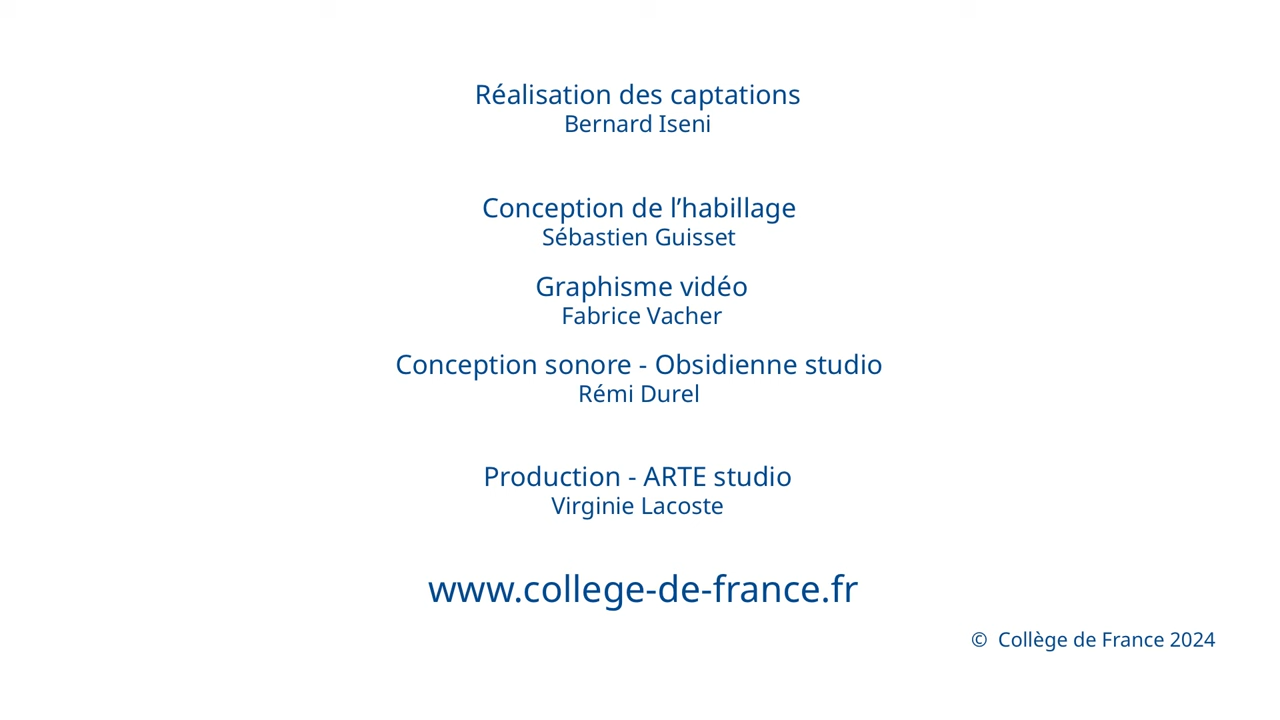 Réalisation des captations
Bernard Iseni
Conception de l’habillage
Sébastien Guisset
Graphisme vidéo
Fabrice Vacher
Conception sonore - Obsidienne studio
Rémi Durel
Production - ARTE studio
Virginie Lacoste
www.college-de-france.fr
© Collège de France 2024